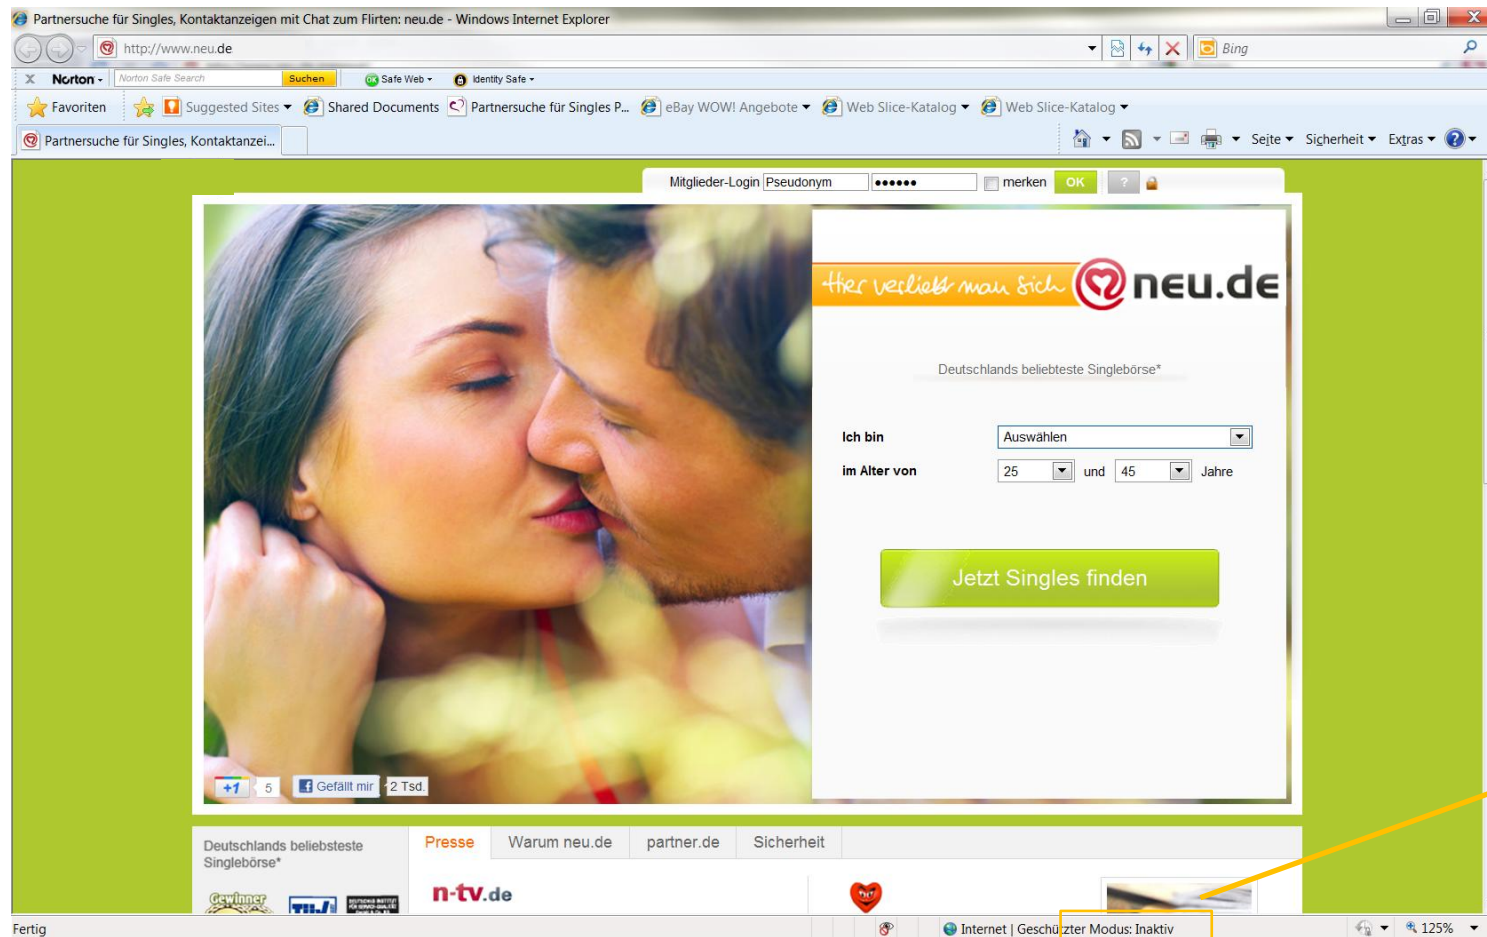 Partnersuche für Singles, Kontaktanzeigen mit Chat zum Flirten: neu.de - Windows Internet Explorer
http://www.neu.de
Bing
X Norton - Norton Safe Search Suchen OK Safe Web Identity Safe
Favoriten Suggested Sites Shared Documents Partnersuche für Singles P... eBay WOW! Angebote Web Slice-Katalog Web Slice-Katalog
Partnersuche für Singles, Kontaktanzei... Seite Sicherheit Extras
Mitglieder-Login Pseudonym •••••• merken OK ?
Hier verliebt man sich neu.de
Deutschlands beliebteste Singlebörse*
Ich bin Auswählen
im Alter von 25 und 45 Jahre
Jetzt Singles finden
+1 5 Gefällt mir 2 Tsd.
Deutschlands beliebsteste
Singlebörse*
Presse Warum neu.de partner.de Sicherheit
Gewinner
n-tv.de
Fertig Internet | Geschützter Modus: Inaktiv 125%